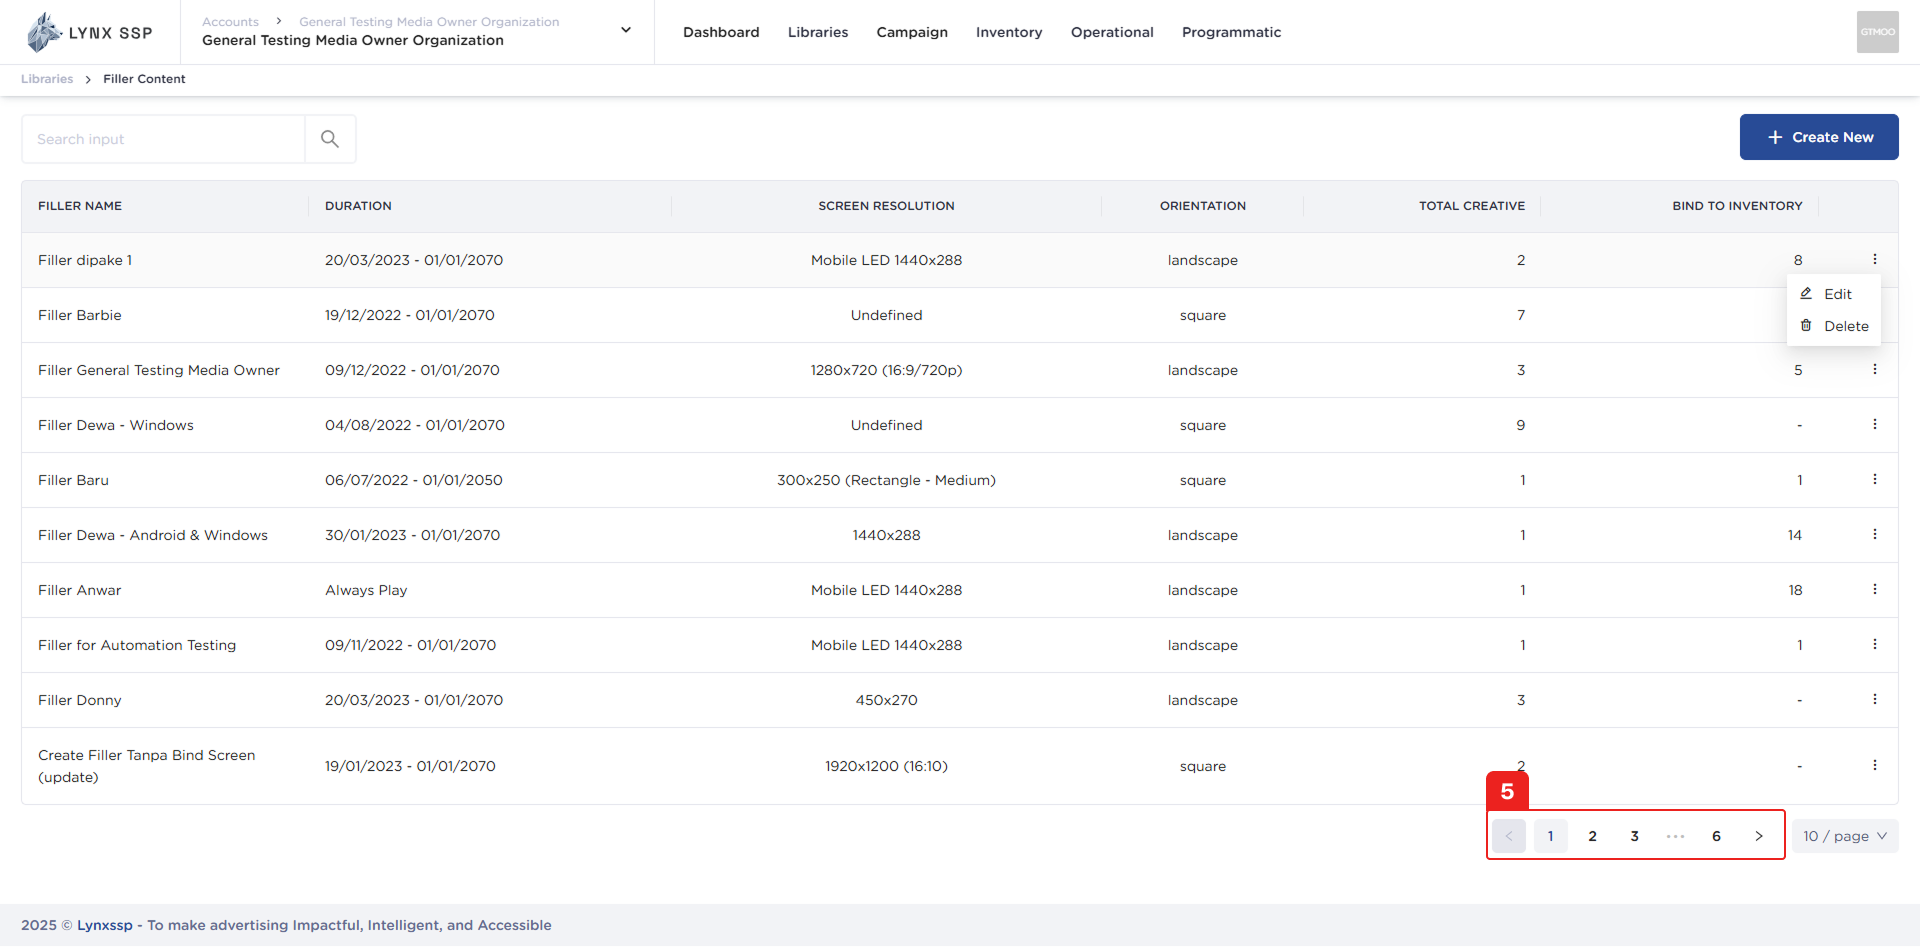 LYNX SSP
Accounts > General Testing Media Owner Organization
General Testing Media Owner Organization
Dashboard Libraries Campaign Inventory Operational Programmatic
GTMOO
Libraries > Filler Content
Search input
+ Create New
FILLER NAME DURATION SCREEN RESOLUTION ORIENTATION TOTAL CREATIVE BIND TO INVENTORY
Filler dipake 1 20/03/2023 - 01/01/2070 Mobile LED 1440x288 landscape 2 8
Edit
Filler Barbie 19/12/2022 - 01/01/2070 Undefined square 7
Delete
Filler General Testing Media Owner 09/12/2022 - 01/01/2070 1280x720 (16:9/720p) landscape 3 5
Filler Dewa - Windows 04/08/2022 - 01/01/2070 Undefined square 9 -
Filler Baru 06/07/2022 - 01/01/2050 300x250 (Rectangle - Medium) square 1 1
Filler Dewa - Android & Windows 30/01/2023 - 01/01/2070 1440x288 landscape 1 14
Filler Anwar Always Play Mobile LED 1440x288 landscape 1 18
Filler for Automation Testing 09/11/2022 - 01/01/2070 Mobile LED 1440x288 landscape 1 1
Filler Donny 20/03/2023 - 01/01/2070 450x270 landscape 3 -
Create Filler Tanpa Bind Screen
(update) 19/01/2023 - 01/01/2070 1920x1200 (16:10) square 2 -
5
< 1 2 3 ••• 6 > 10 / page
2025 © Lynxssp - To make advertising Impactful, Intelligent, and Accessible